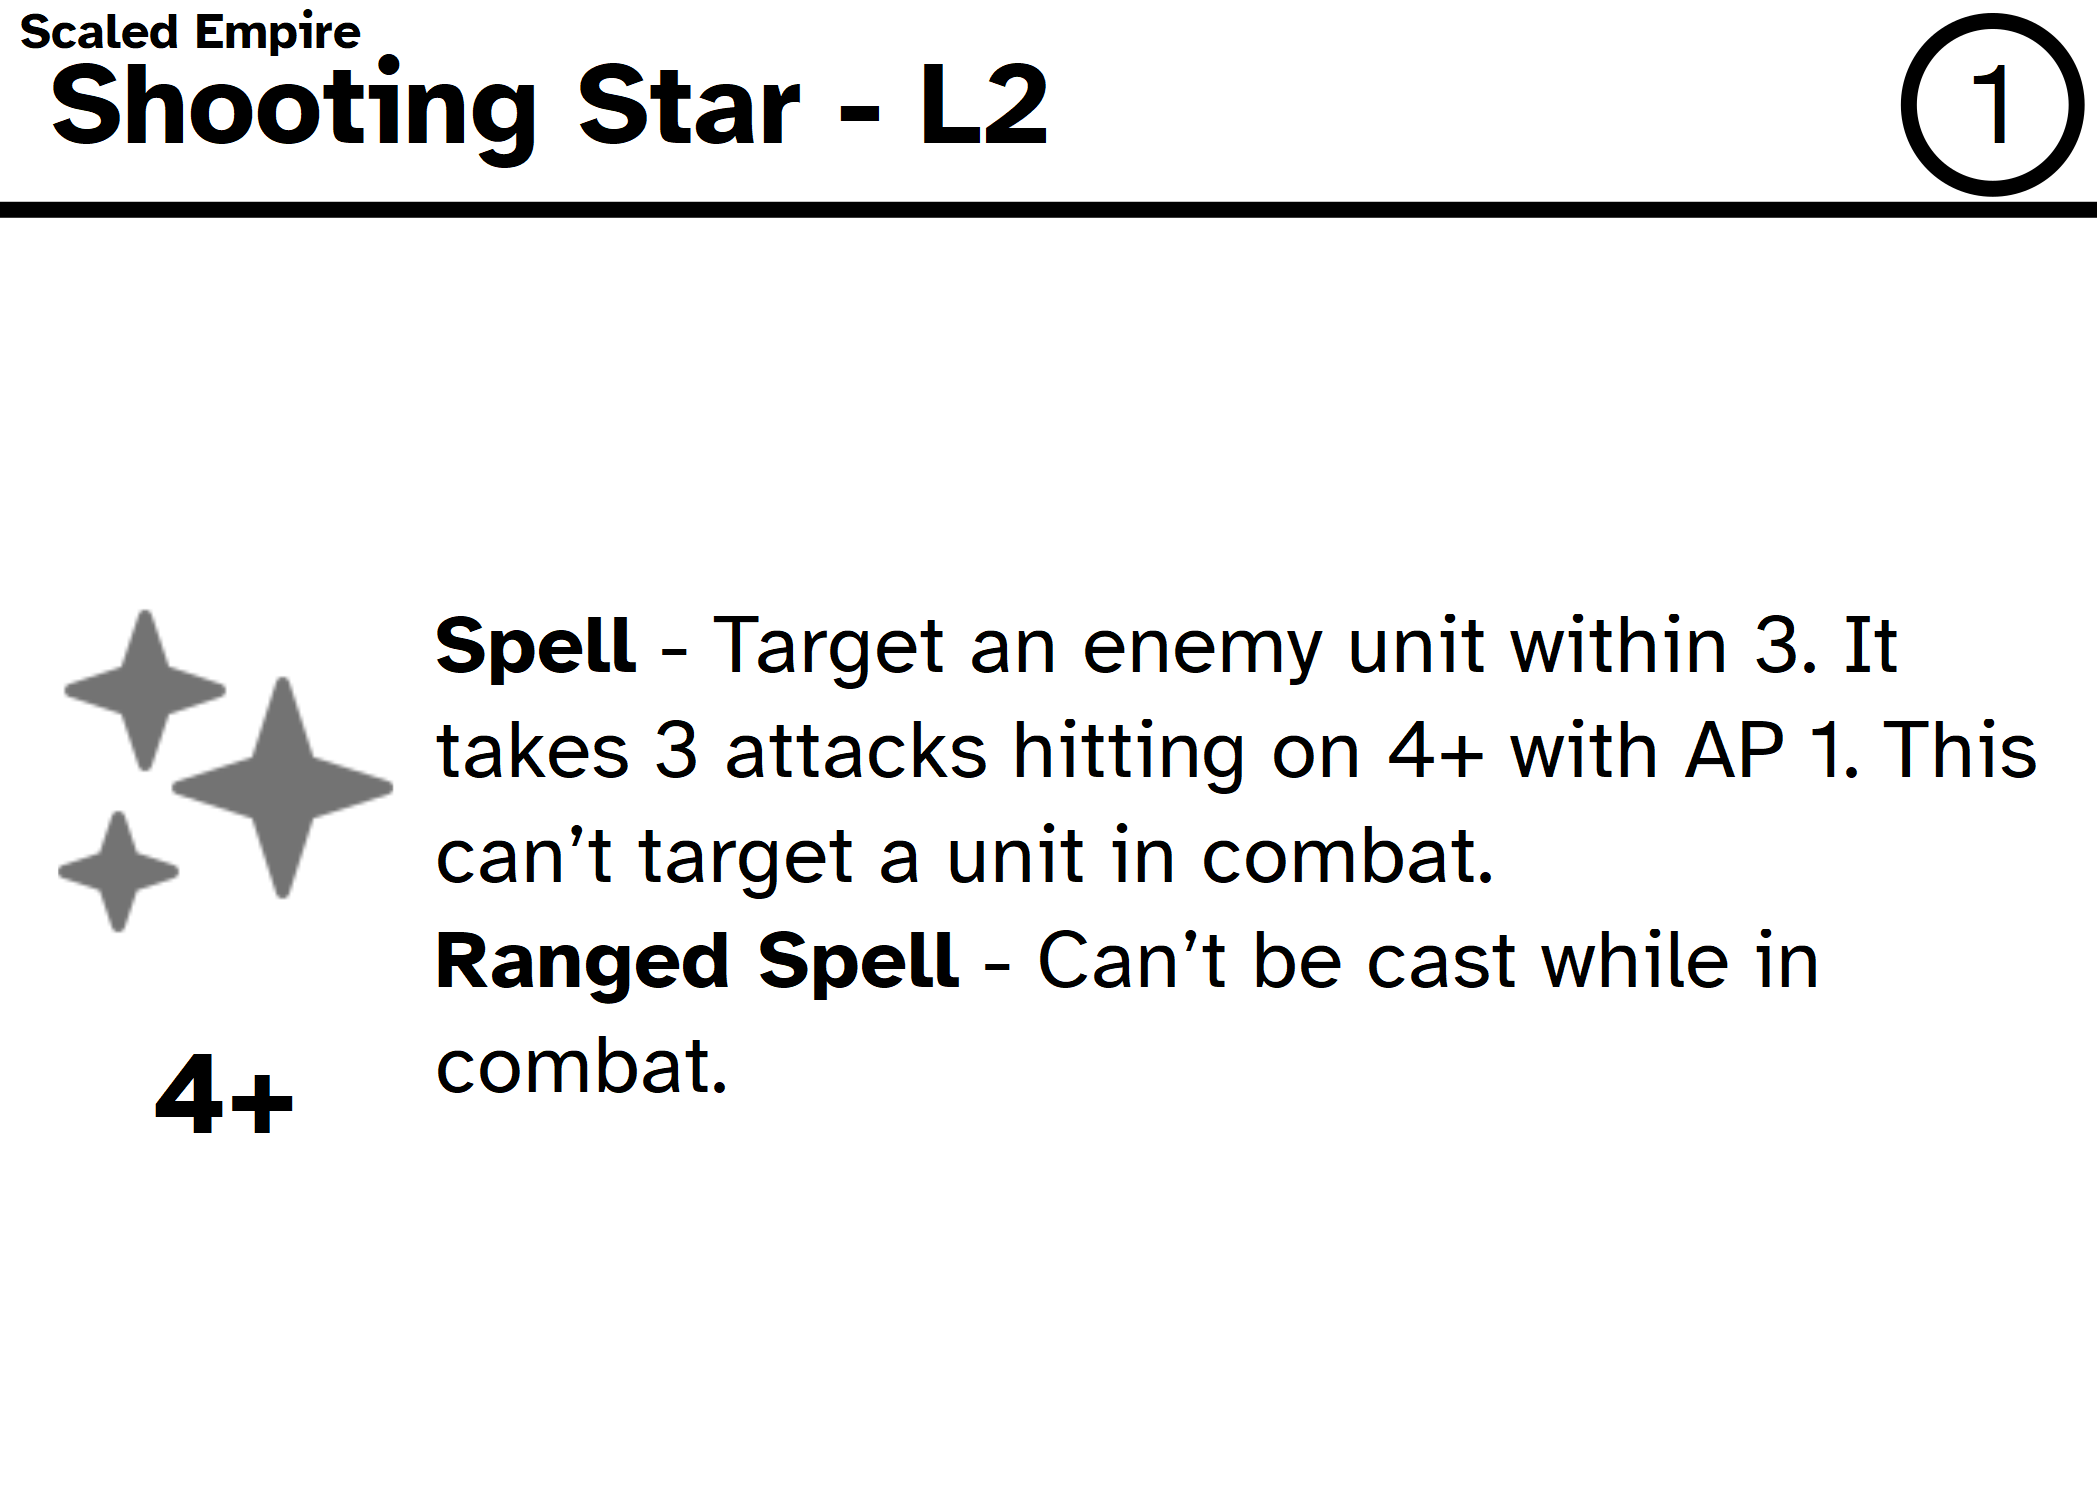 Scaled Empire
Shooting Star - L2
1
Spell - Target an enemy unit within 3. It
takes 3 attacks hitting on 4+ with AP 1. This
can’t target a unit in combat.
Ranged Spell - Can’t be cast while in
combat.
4+